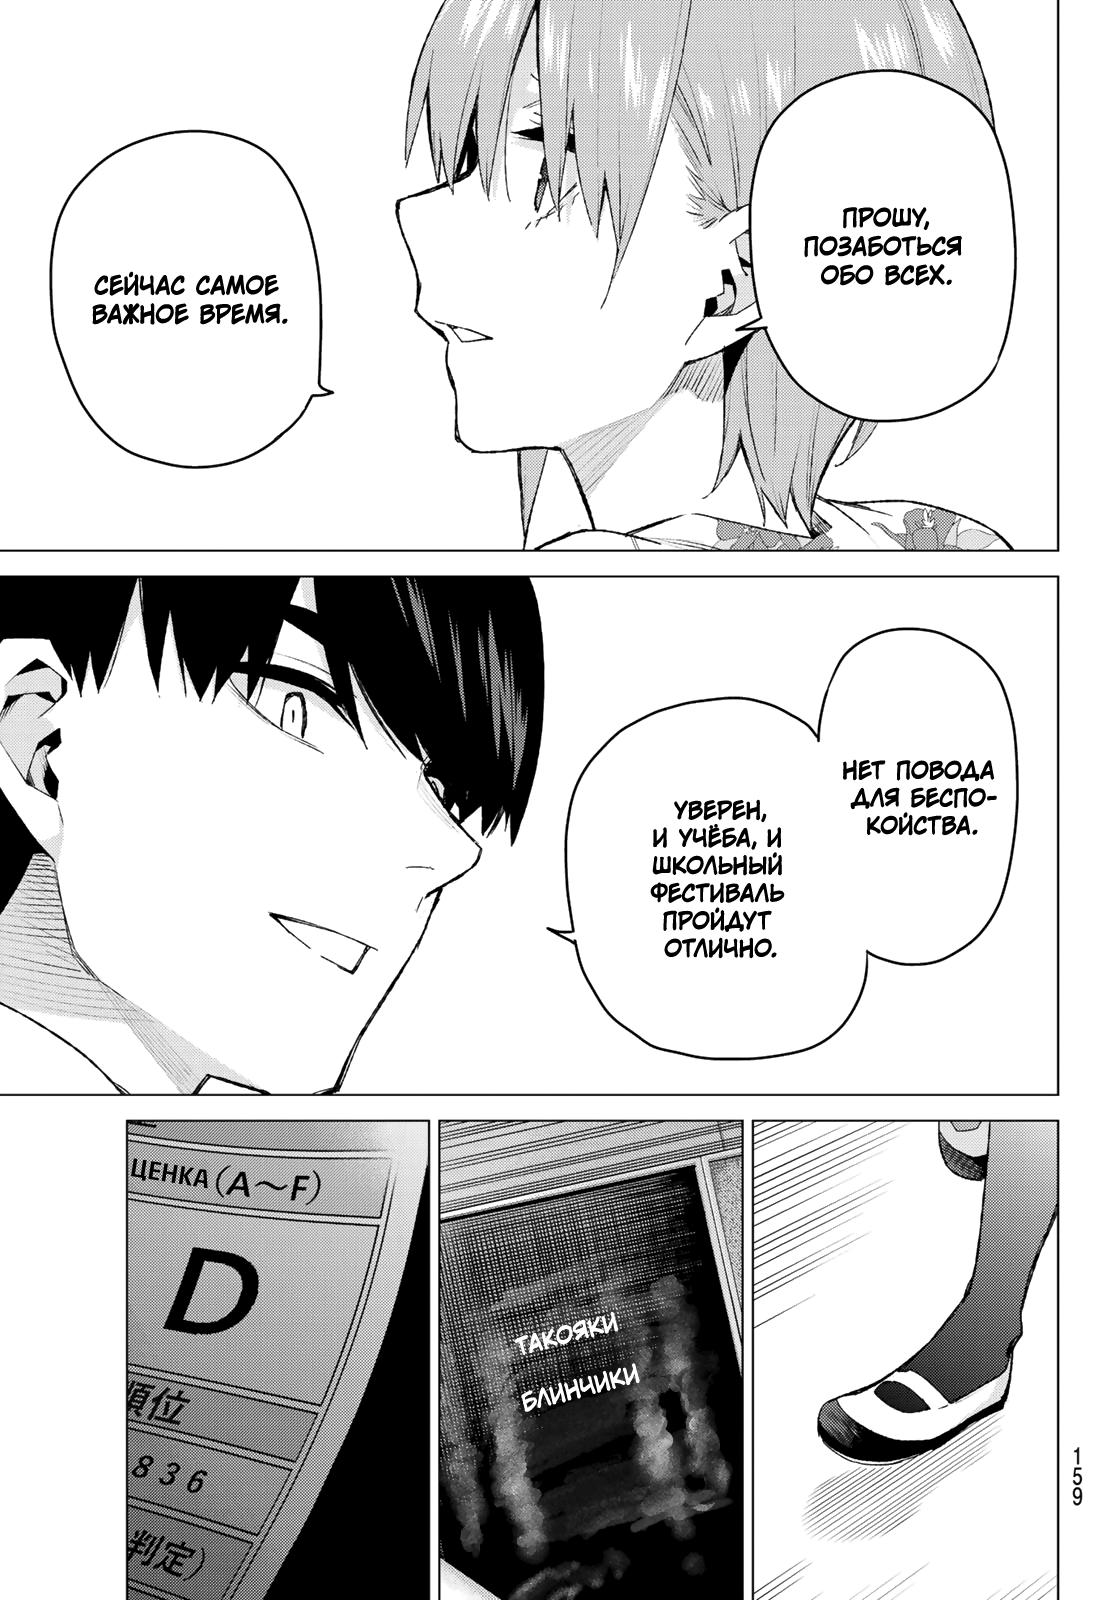 ПРОШУ,
ПОЗАБОТЬСЯ
ОБО ВСЕХ.
СЕЙЧАС САМОЕ
ВАЖНОЕ ВРЕМЯ.
НЕТ ПОВОДА
ДЛЯ БЕСПО-
КОЙСТВА.
УВЕРЕН,
И УЧЁБА, И
ШКОЛЬНЫЙ
ФЕСТИВАЛЬ
ПРОЙДУТ
ОТЛИЧНО.
ТАКОЯКИ
БЛИНЧИКИ
ЦЕНКА (A～F)
D
順位
836
判定)
159